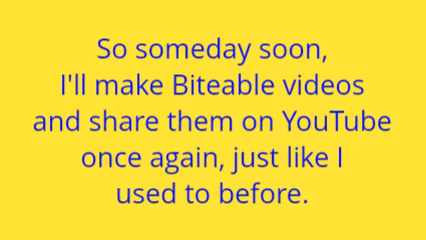 So someday soon,
I'll make Biteable videos
and share them on YouTube
once again, just like I
used to before.